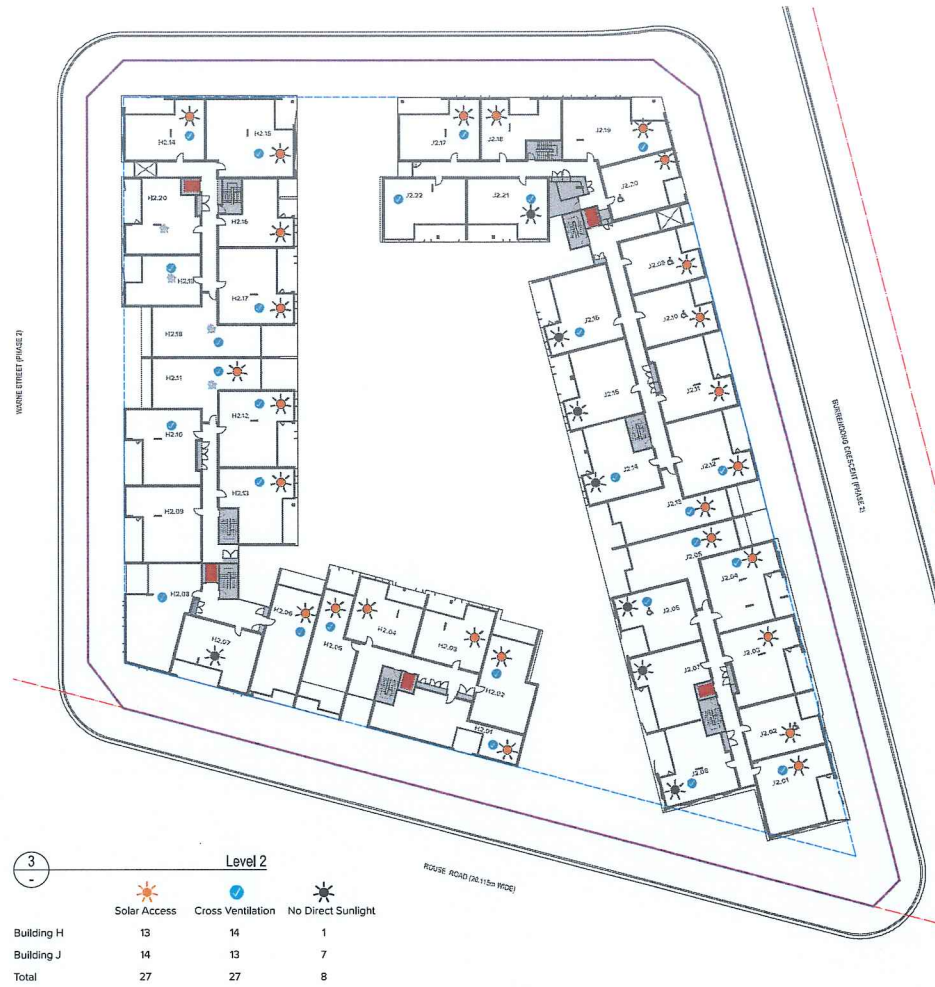 H2.14
H2.15
J2.17
J2.18
J2.19
H2.20
J2.22
J2.21
J2.20
H2.16
H2.19
H2.17
J2.09
J2.10
J2.16
H2.18
H2.11
J2.15
J2.11
H2.12
H2.10
J2.14
J2.12
H2.13
H2.09
J2.13
J2.05
J2.04
H2.08
H2.06
H2.04
H2.07
H2.05
H2.03
J2.03
J2.07
H2.02
H2.01
J2.02
J2.08
J2.01
WARNE STREET (PHASE 2)
BURRENDONG CRESCENT (PHASE 2)
ROUSE ROAD (20.115m WIDE)
3
-
Level 2
Solar Access Cross Ventilation No Direct Sunlight
Building H 13 14 1
Building J 14 13 7
Total 27 27 8